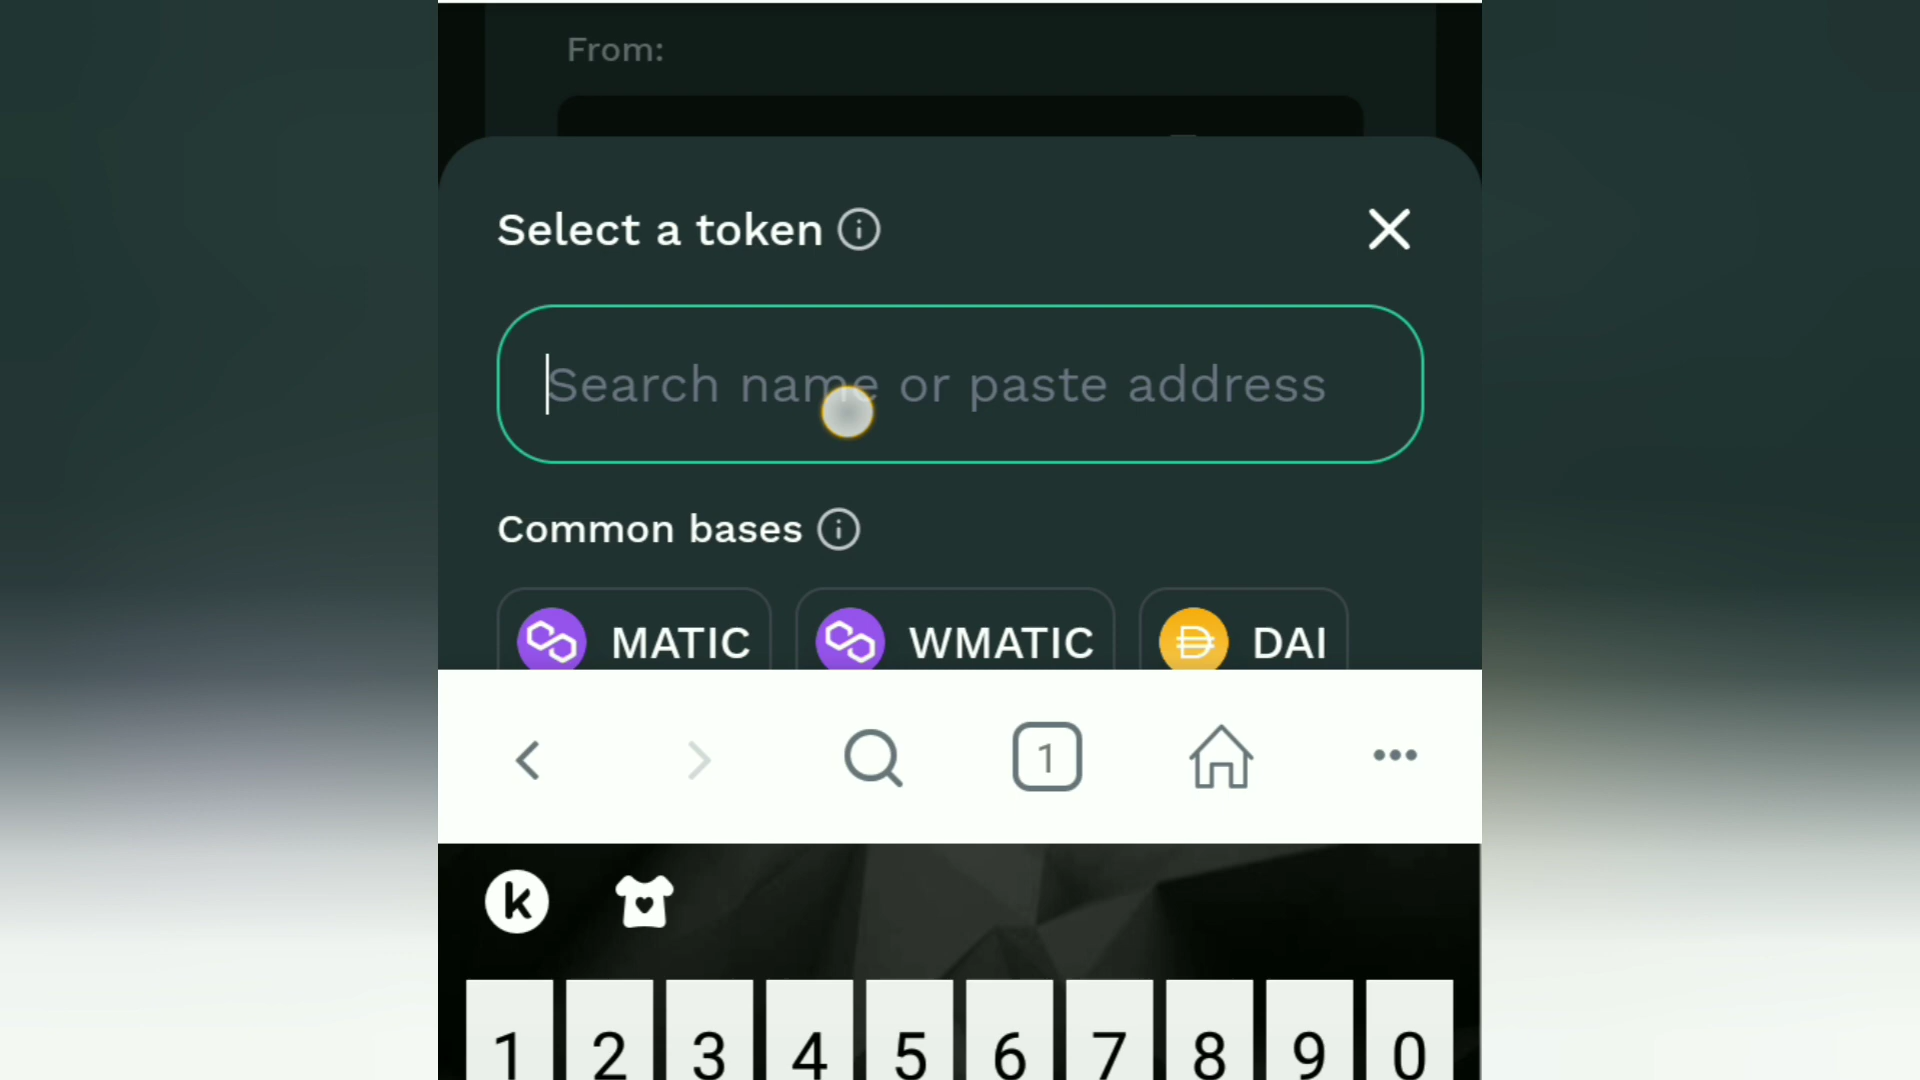 From:
Select a token
Search name or paste address
Common bases
MATIC WMATIC DAI
1
k
1 2 3 4 5 6 7 8 9 0